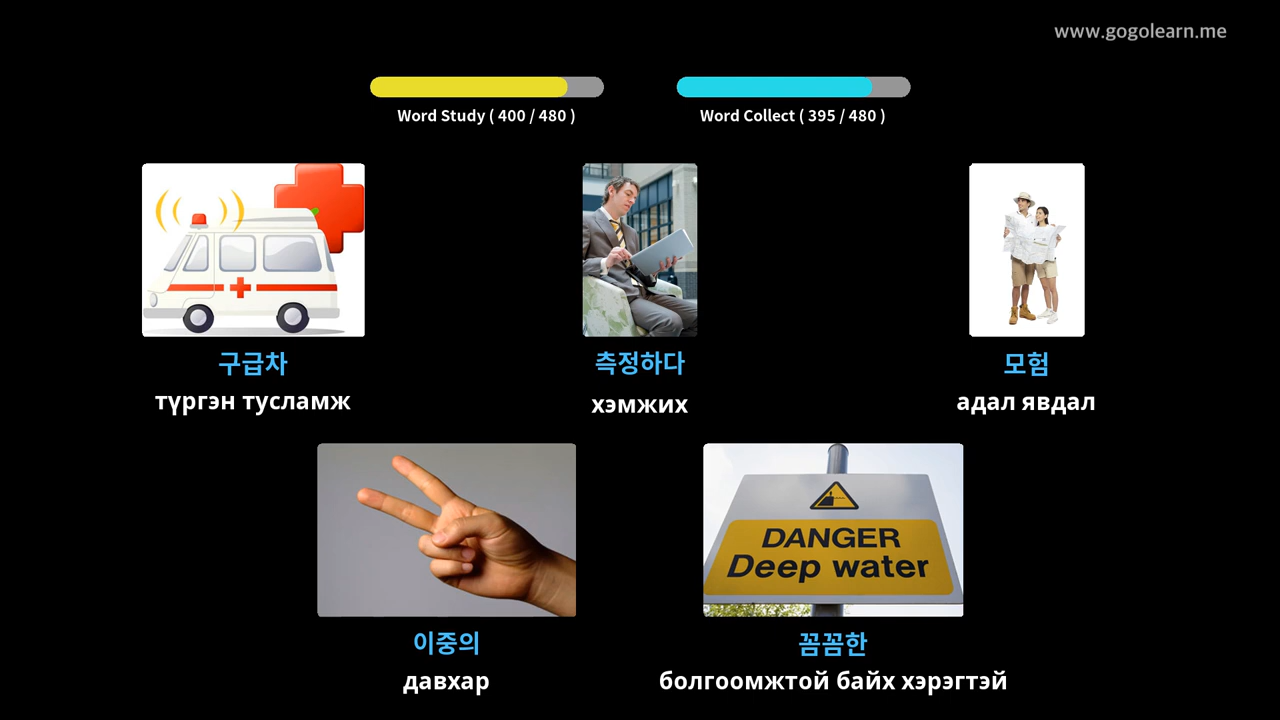 www.gogolearn.me
Word Study ( 400 / 480 )
Word Collect ( 395 / 480 )
구급차
түргэн тусламж
측정하다
хэмжих
모험
адал явдал
이중의
давхар
DANGER
Deep water
꼼꼼한
болгоомжтой байх хэрэгтэй